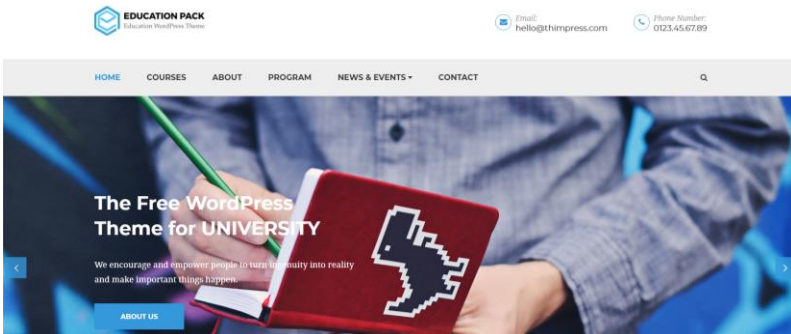 EDUCATION PACK
Education WordPress Theme
Email:
hello@thimpress.com
Phone Number:
0123.45.67.89
HOME COURSES ABOUT PROGRAM NEWS & EVENTS CONTACT
The Free WordPress
Theme for UNIVERSITY
We encourage and empower people to turn ingenuity into reality
and make important things happen.
ABOUT US